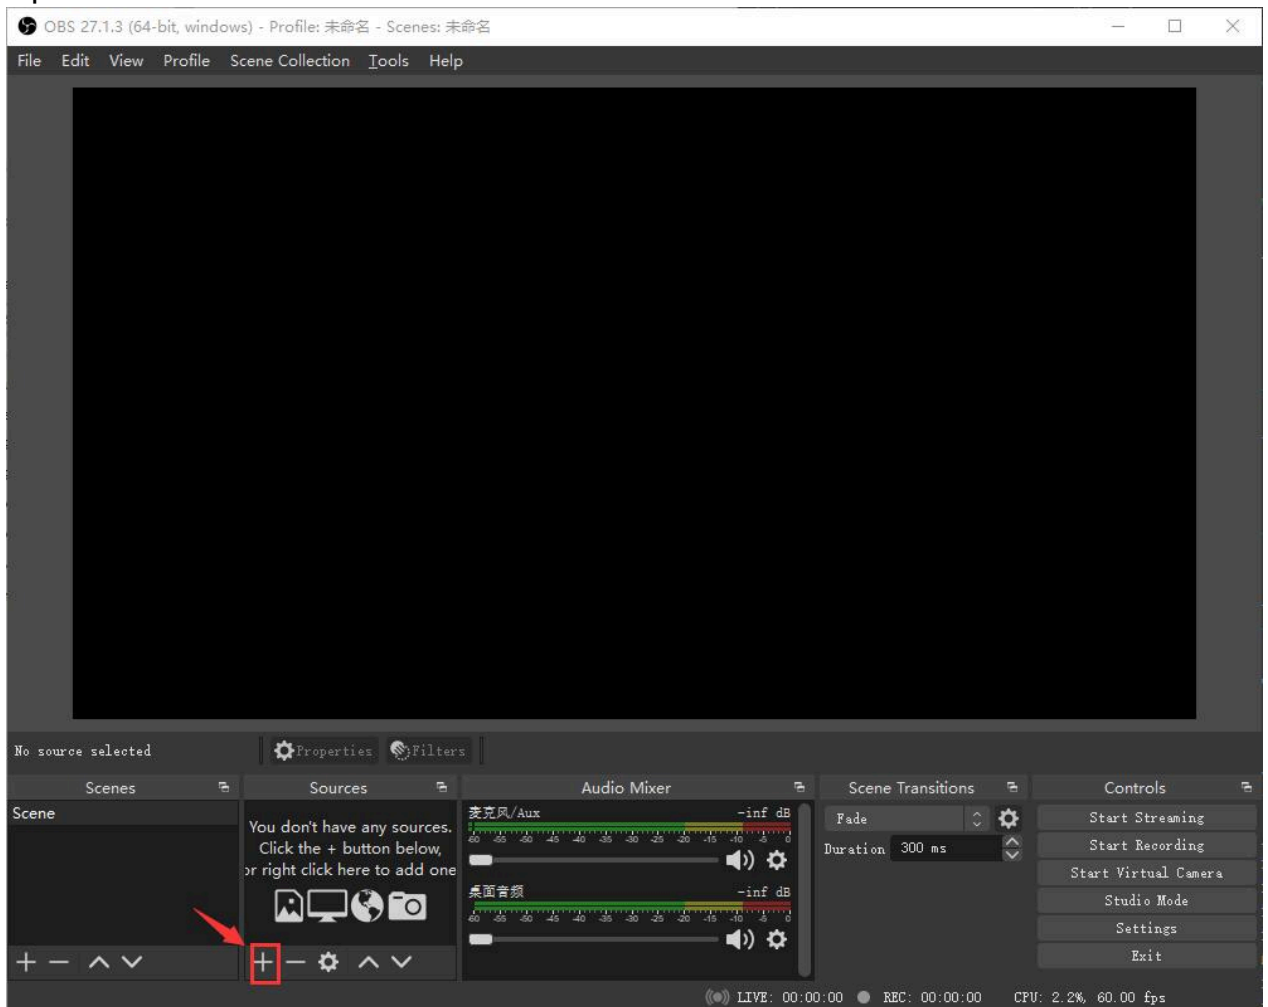 OBS 27.1.3 (64-bit, windows) - Profile: 未命名 - Scenes: 未命名
File Edit View Profile Scene Collection Tools Help
No source selected
Properties
Filters
Scenes
Sources
Audio Mixer
Scene Transitions
Controls
Scene
You don't have any sources.
Click the + button below,
or right click here to add one
麦克风/Aux -inf dB
-60 -55 -50 -45 -40 -35 -30 -25 -20 -15 -10 -5 0
桌面音频 -inf dB
-60 -55 -50 -45 -40 -35 -30 -25 -20 -15 -10 -5 0
Fade
Duration 300 ms
Start Streaming
Start Recording
Start Virtual Camera
Studio Mode
Settings
Exit
LIVE: 00:00:00 REC: 00:00:00 CPU: 2.2%, 60.00 fps